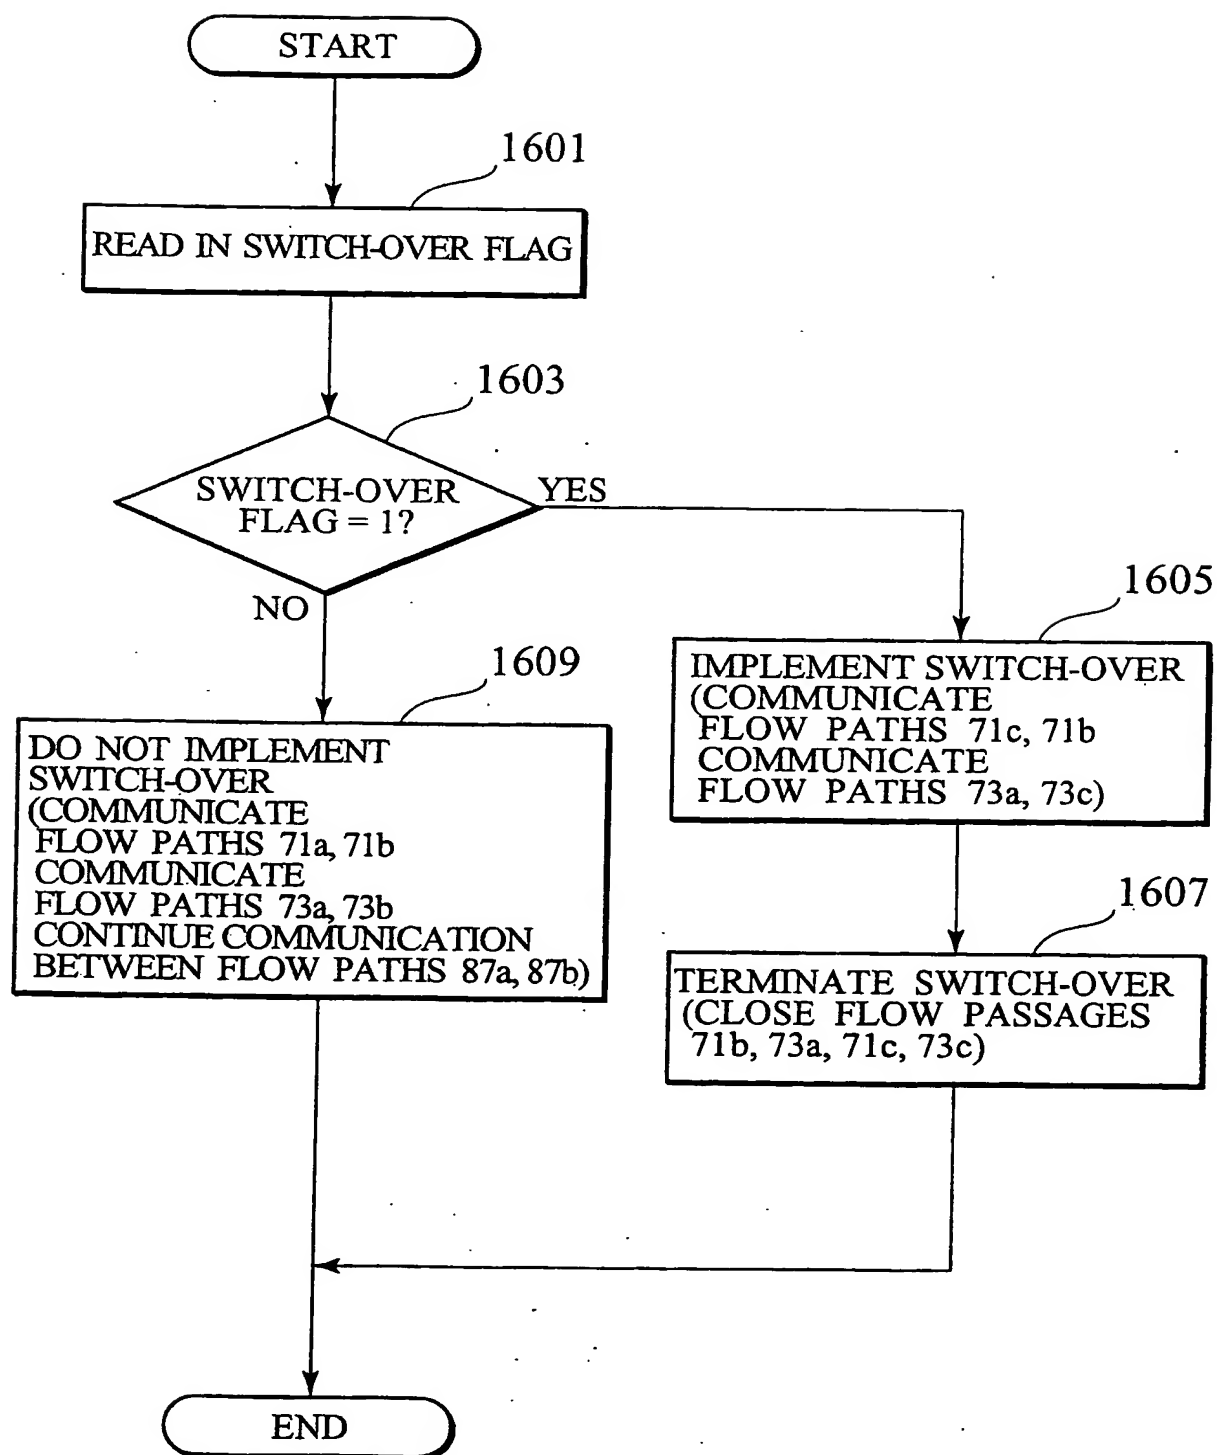 START
1601
READ IN SWITCH-OVER FLAG
1603
SWITCH-OVER
FLAG = 1?
YES
NO
1605
IMPLEMENT SWITCH-OVER
(COMMUNICATE
FLOW PATHS 71c, 71b
COMMUNICATE
FLOW PATHS 73a, 73c)
1609
DO NOT IMPLEMENT
SWITCH-OVER
(COMMUNICATE
FLOW PATHS 71a, 71b
COMMUNICATE
FLOW PATHS 73a, 73b
CONTINUE COMMUNICATION
BETWEEN FLOW PATHS 87a, 87b)
1607
TERMINATE SWITCH-OVER
(CLOSE FLOW PASSAGES
71b, 73a, 71c, 73c)
END